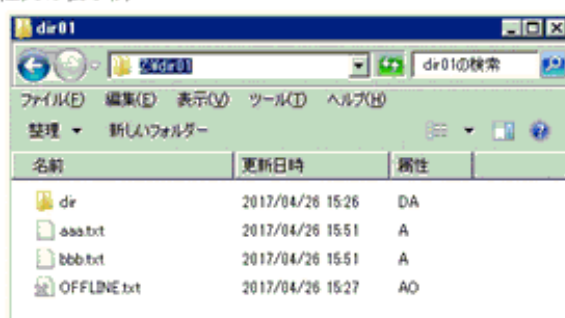 dir01
Z:¥dir01
dir01の検索
ファイル(F) 編集(E) 表示(V) ツール(T) ヘルプ(H)
整理 ▼ 新しいフォルダー
名前 更新日時 属性
dir 2017/04/26 15:26 DA
aaa.txt 2017/04/26 15:51 A
bbb.txt 2017/04/26 15:51 A
OFFLINE.txt 2017/04/26 15:27 AO